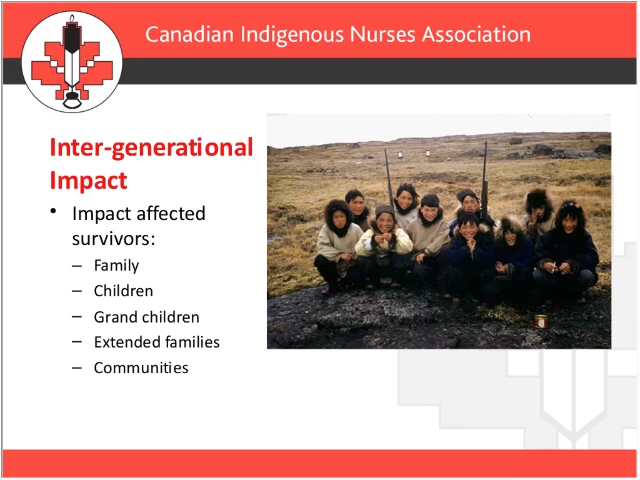 Canadian Indigenous Nurses Association
Inter-generational
Impact
• Impact affected
survivors:
– Family
– Children
– Grand children
– Extended families
– Communities